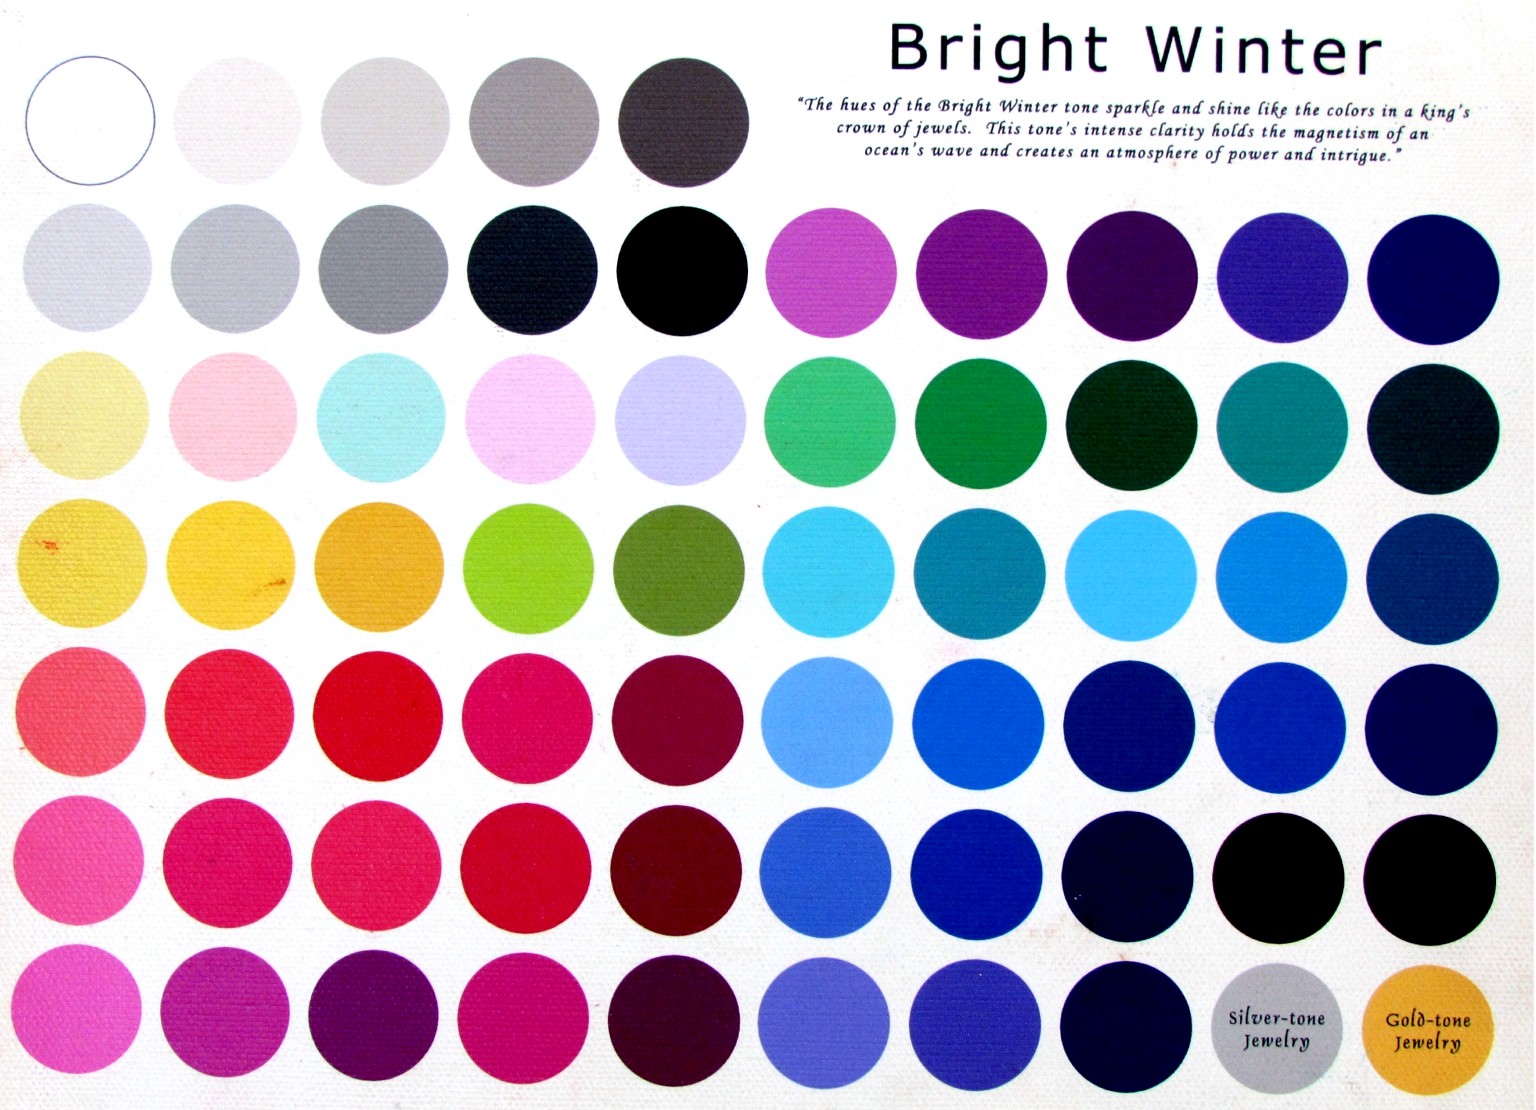 Bright Winter
"The hues of the Bright Winter tone sparkle and shine like the colors in a king's
crown of jewels. This tone's intense clarity holds the magnetism of an
ocean's wave and creates an atmosphere of power and intrigue."
Silver-tone
Jewelry
Gold-tone
Jewelry